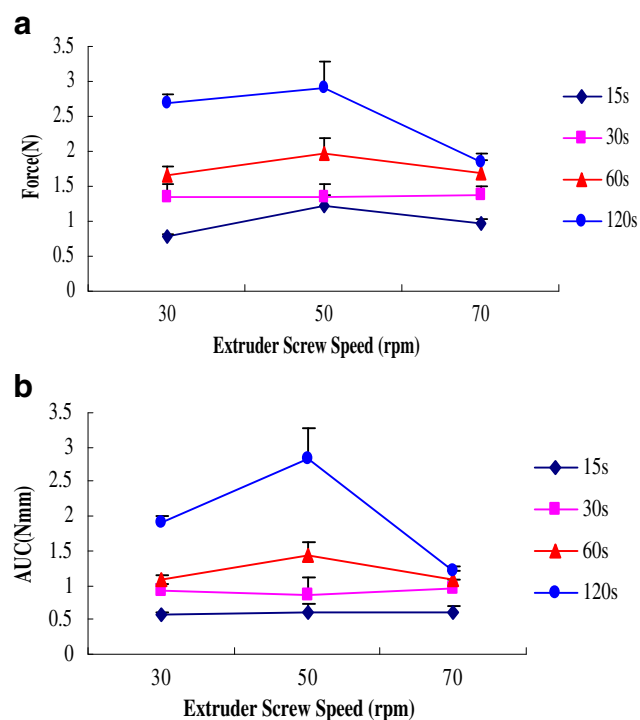 a
3.5
3
2.5
2
1.5
1
0.5
0
Force(N)
30 50 70
Extruder Screw Speed (rpm)
15s
30s
60s
120s
b
3.5
3
2.5
2
1.5
1
0.5
0
AUC(Nmm)
30 50 70
Extruder Screw Speed (rpm)
15s
30s
60s
120s